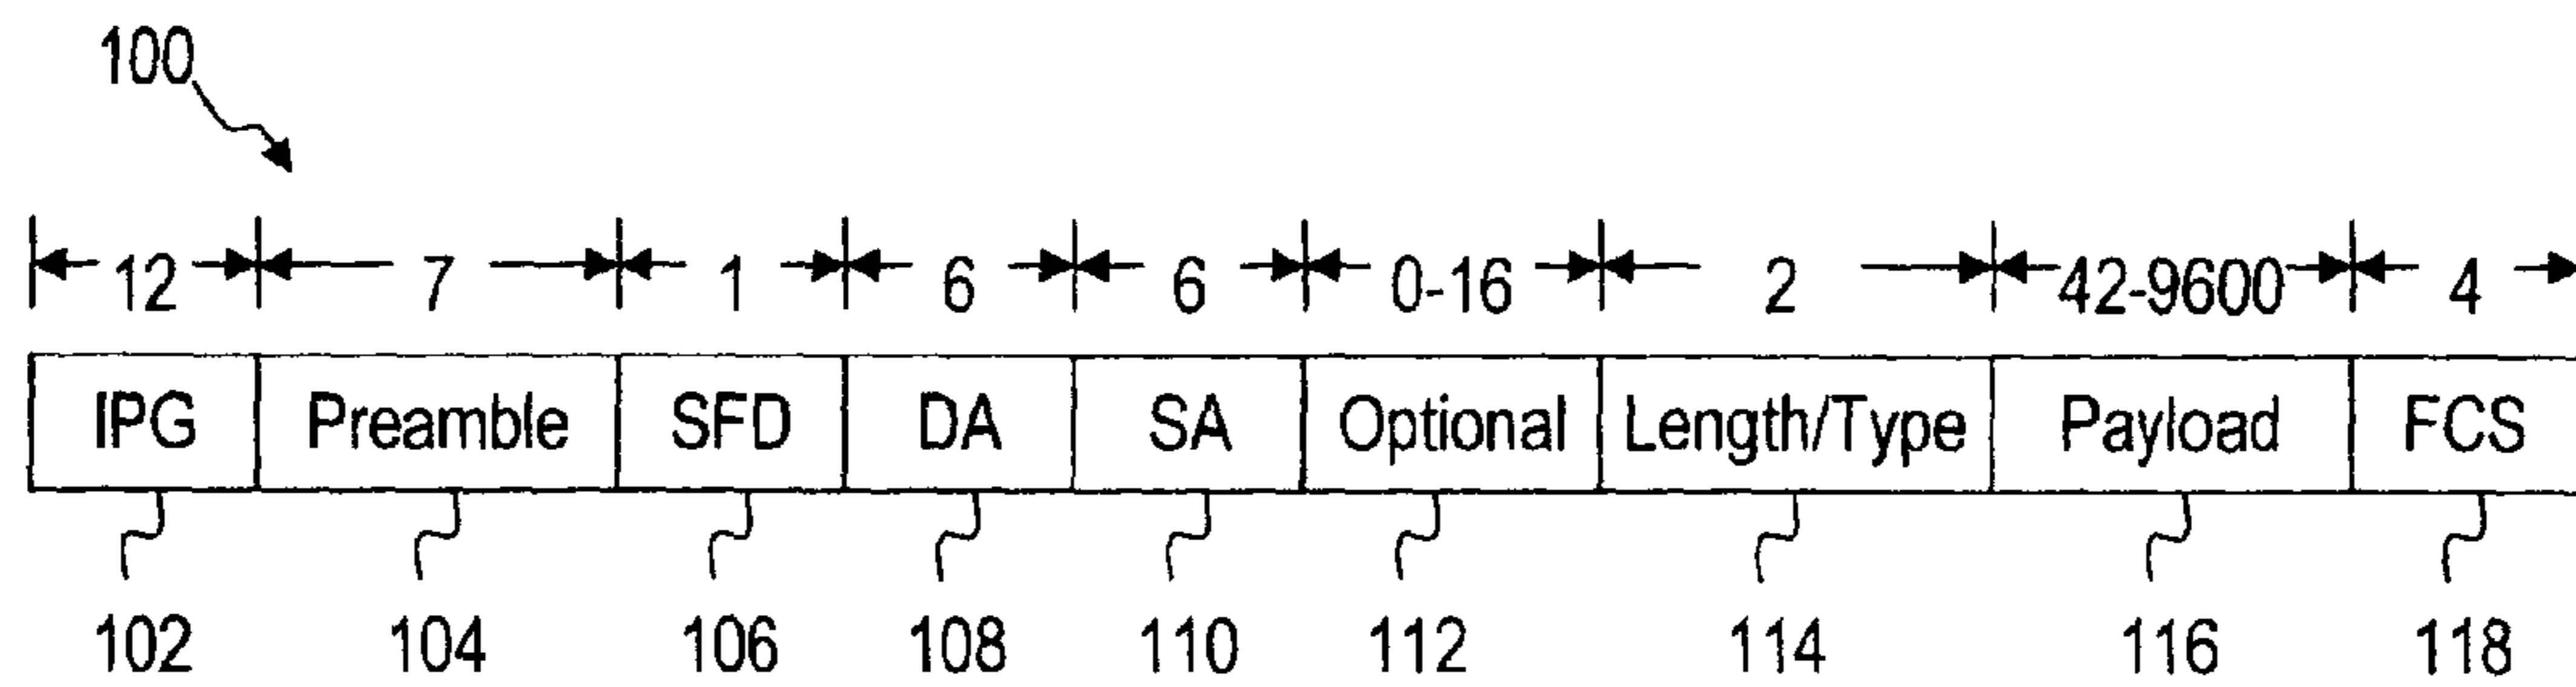 100
12 7 1 6 6 0-16 2 42-9600 4
IPG Preamble SFD DA SA Optional Length/Type Payload FCS
102 104 106 108 110 112 114 116 118